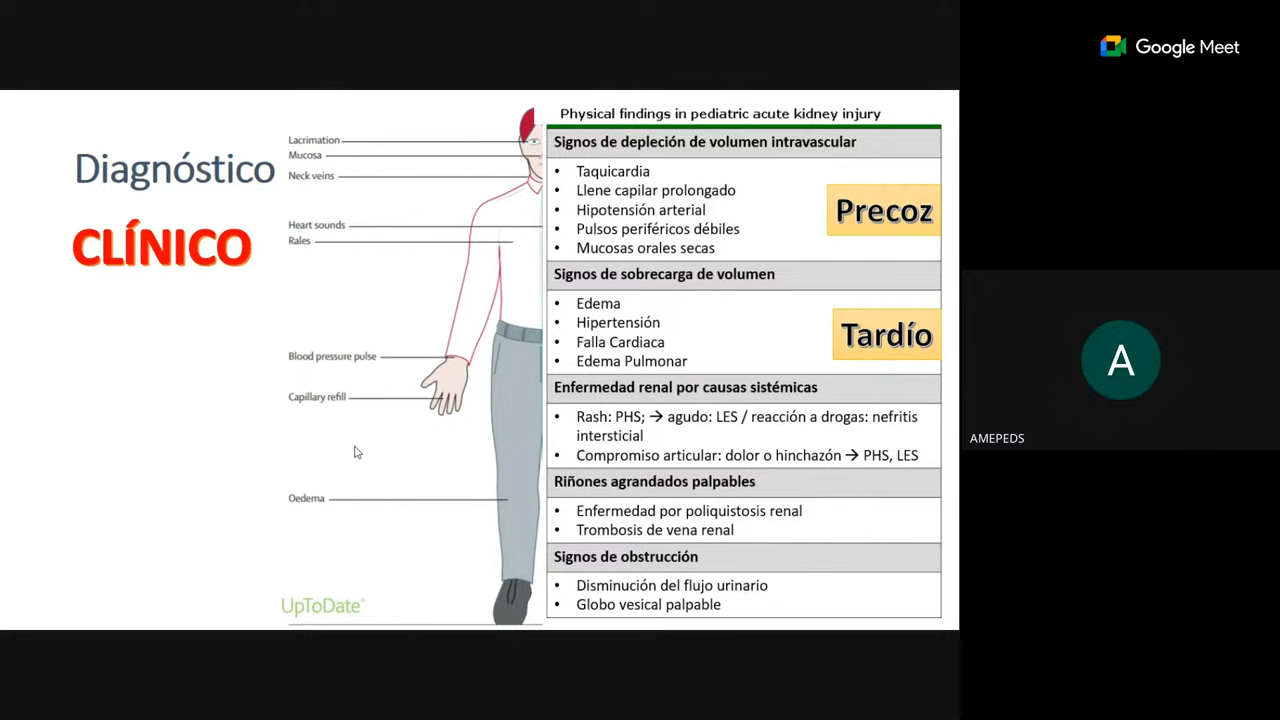 Google Meet
Diagnóstico
CLÍNICO
Lacrimation
Mucosa
Neck veins
Heart sounds
Rales
Blood pressure pulse
Capillary refill
Oedema
UpToDate®
Physical findings in pediatric acute kidney injury
Signos de depleción de volumen intravascular
• Taquicardia
• Llene capilar prolongado
• Hipotensión arterial
• Pulsos periféricos débiles
• Mucosas orales secas
Precoz
Signos de sobrecarga de volumen
• Edema
• Hipertensión
• Falla Cardiaca
• Edema Pulmonar
Tardío
Enfermedad renal por causas sistémicas
• Rash: PHS; → agudo: LES / reacción a drogas: nefritis
intersticial
• Compromiso articular: dolor o hinchazón → PHS, LES
Riñones agrandados palpables
• Enfermedad por poliquistosis renal
• Trombosis de vena renal
Signos de obstrucción
• Disminución del flujo urinario
• Globo vesical palpable
A
AMEPEDS